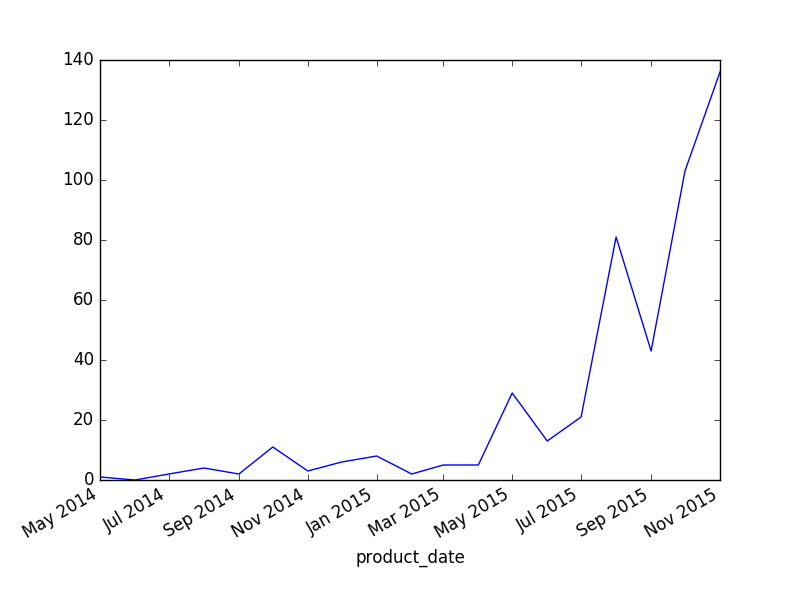 140
120
100
80
60
40
20
0
May 2014
Jul 2014
Sep 2014
Nov 2014
Jan 2015
Mar 2015
May 2015
Jul 2015
Sep 2015
Nov 2015
product_date